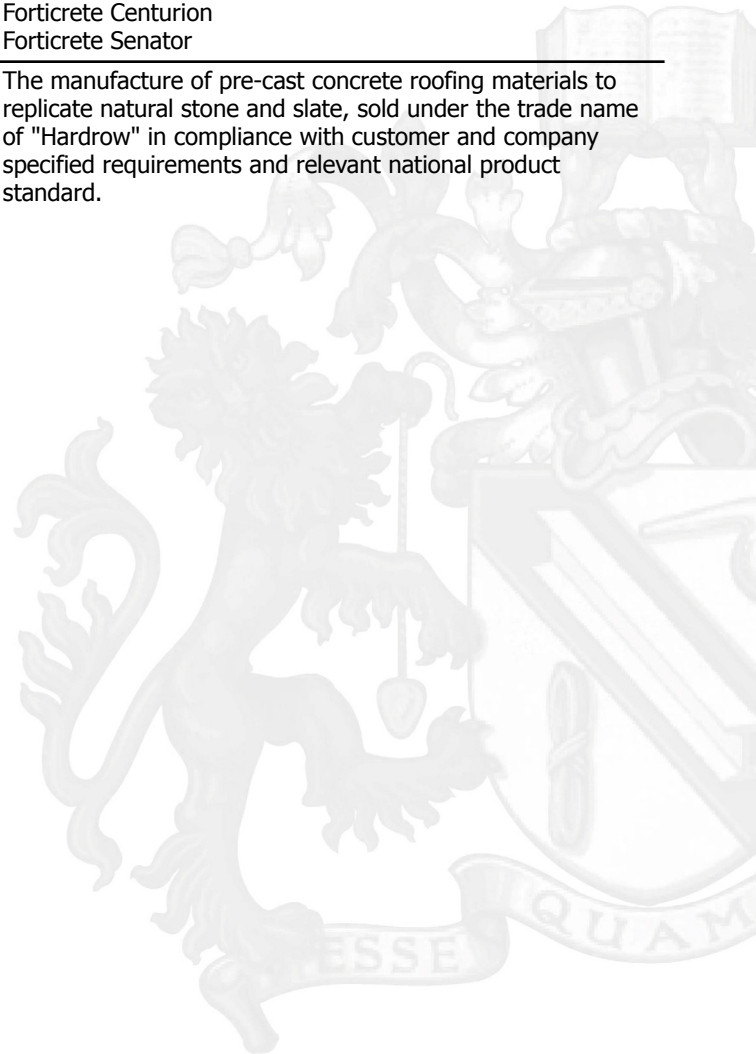 Forticrete Centurion
Forticrete Senator
The manufacture of pre-cast concrete roofing materials to
replicate natural stone and slate, sold under the trade name
of "Hardrow" in compliance with customer and company
specified requirements and relevant national product
standard.
ESSE
QUAM